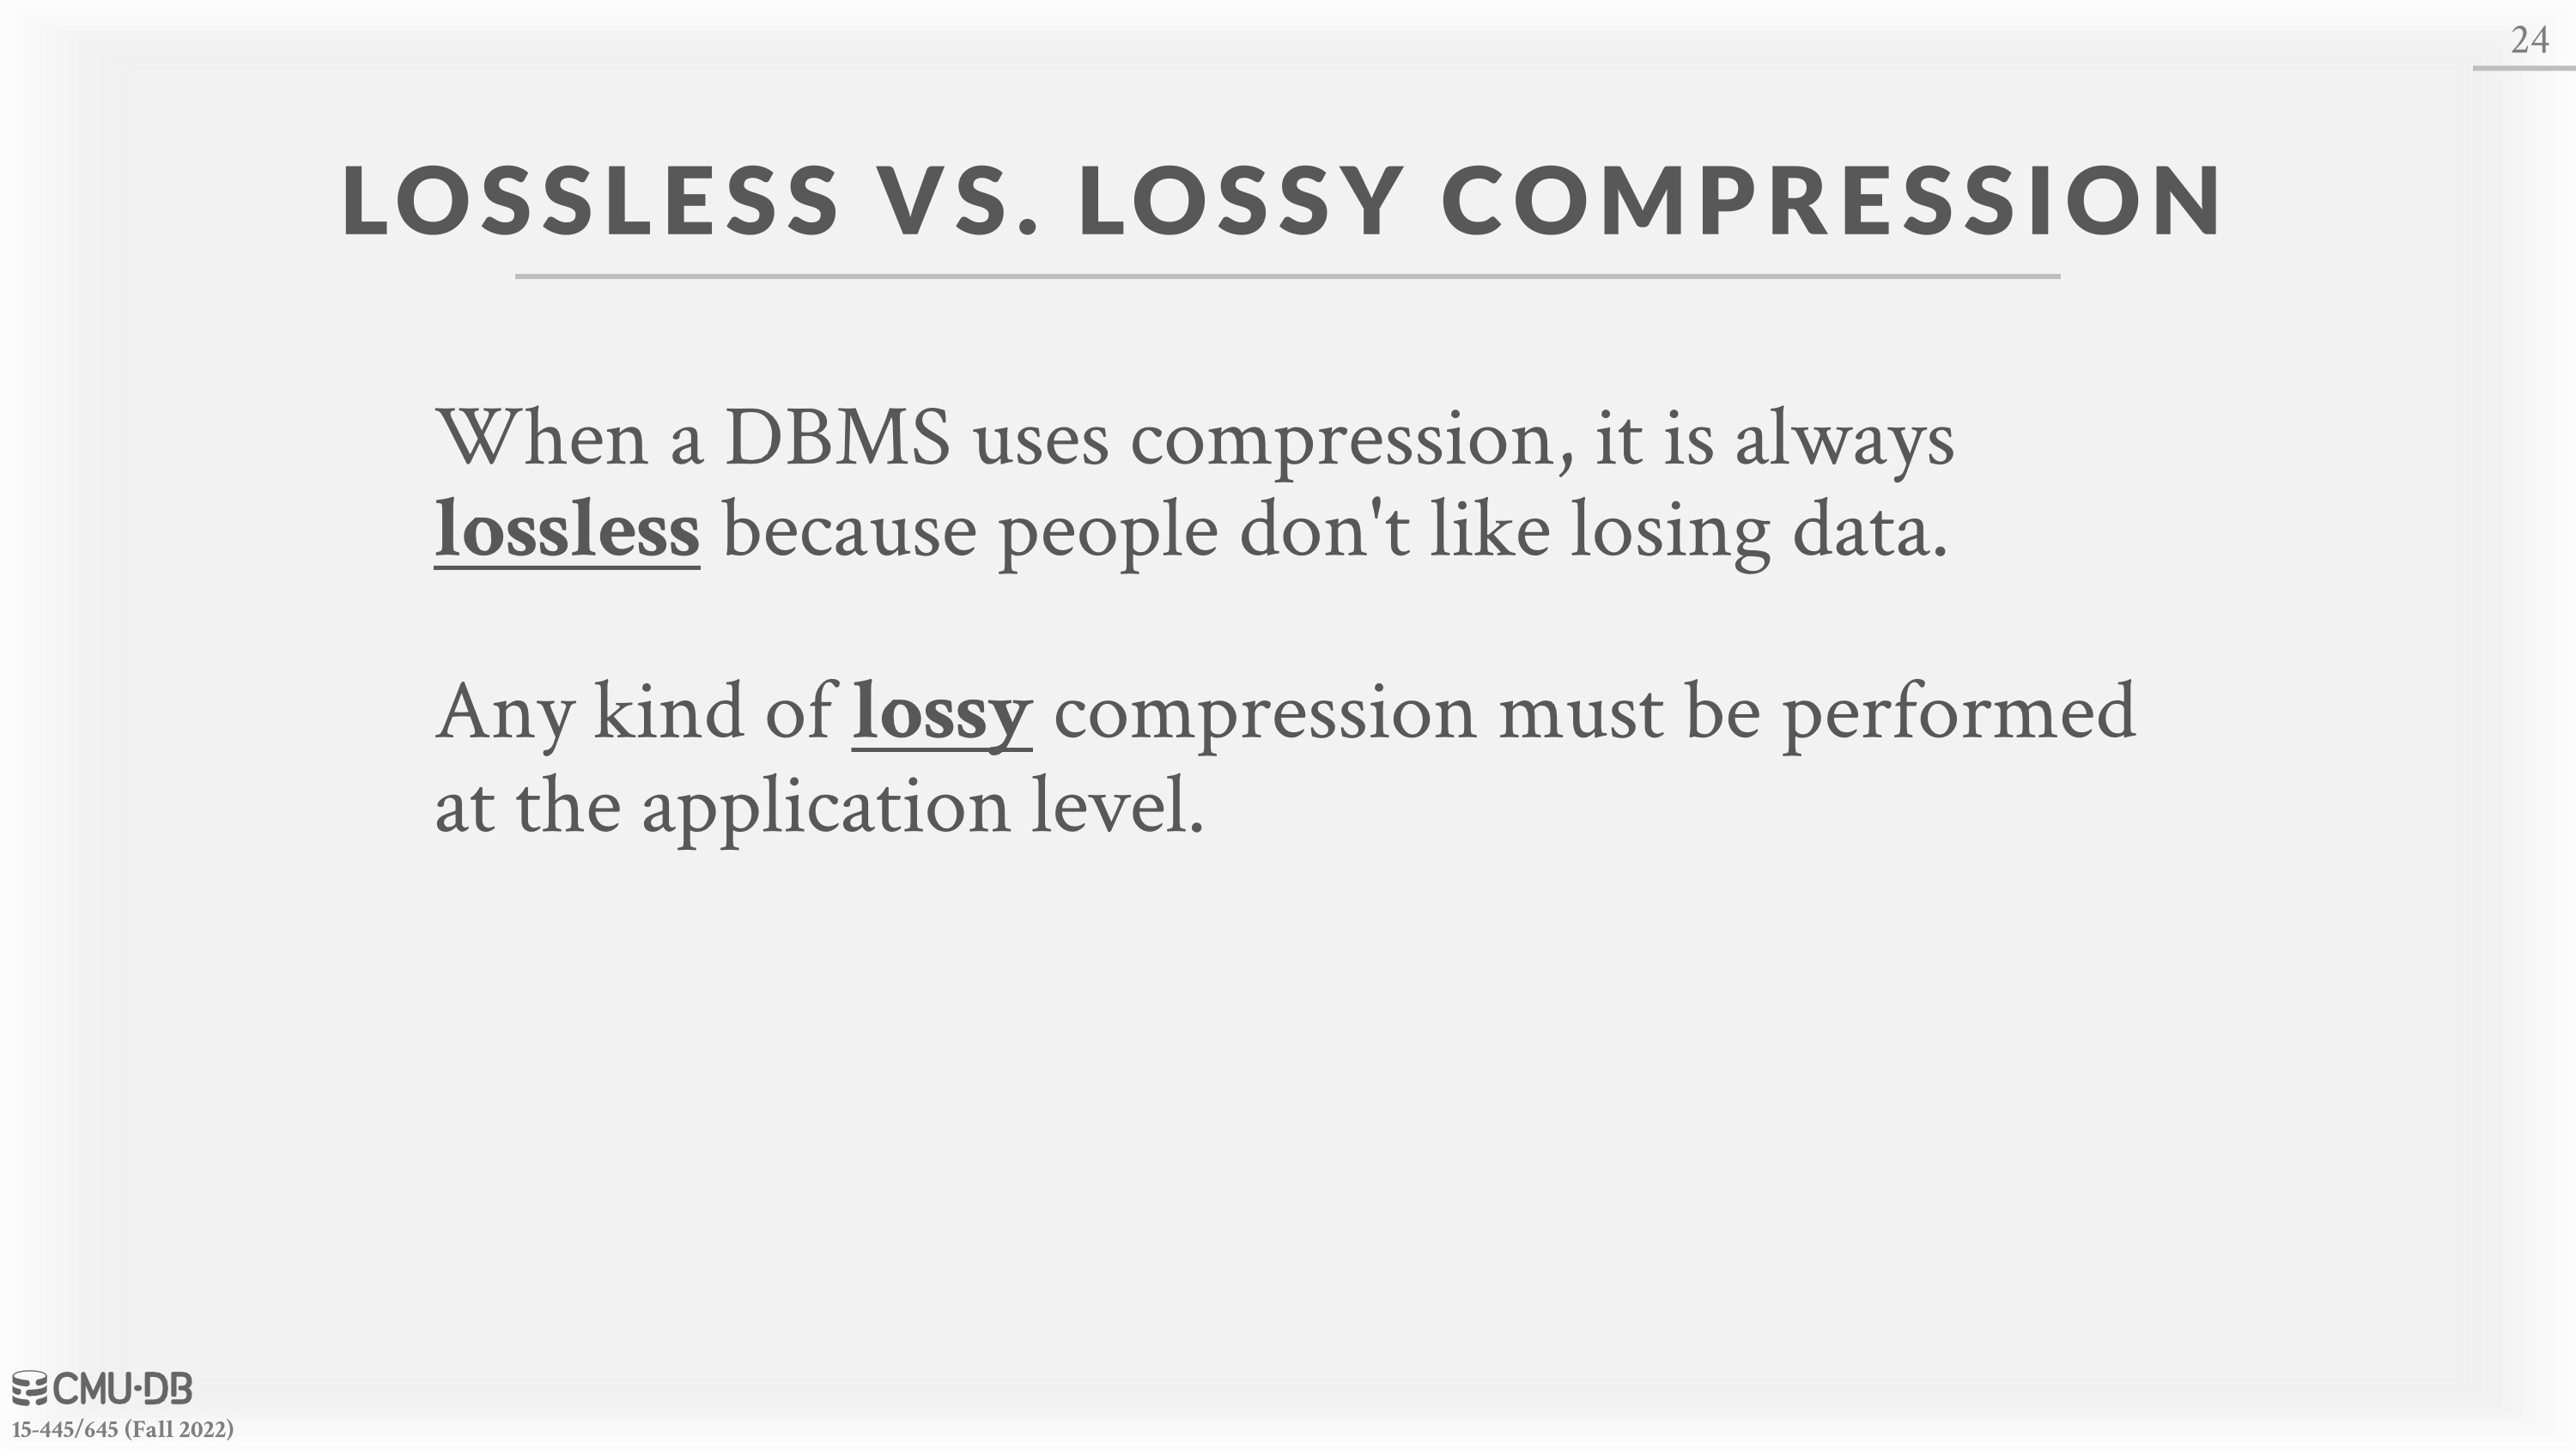 24
LOSSLESS VS. LOSSY COMPRESSION
When a DBMS uses compression, it is always
lossless because people don't like losing data.
Any kind of lossy compression must be performed
at the application level.
CMU·DB
15-445/645 (Fall 2022)